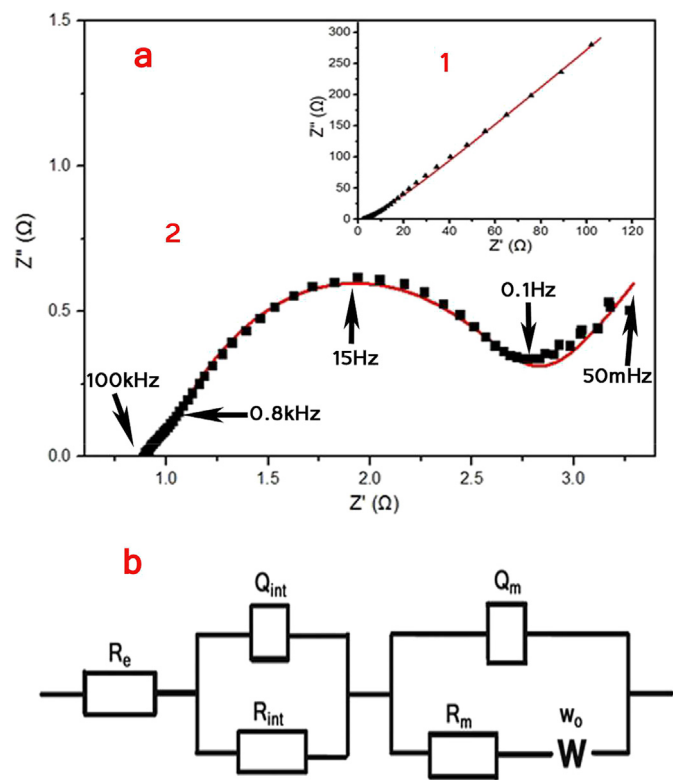 a
1
2
1.5
1.0
0.5
0.0
Z" (Ω)
1.0
1.5
2.0
2.5
3.0
Z' (Ω)
300
250
200
150
100
50
0
Z" (Ω)
0
20
40
60
80
100
120
Z' (Ω)
100kHz
0.8kHz
15Hz
0.1Hz
50mHz
b
Re
Qint
Rint
Qm
Rm
wo
W